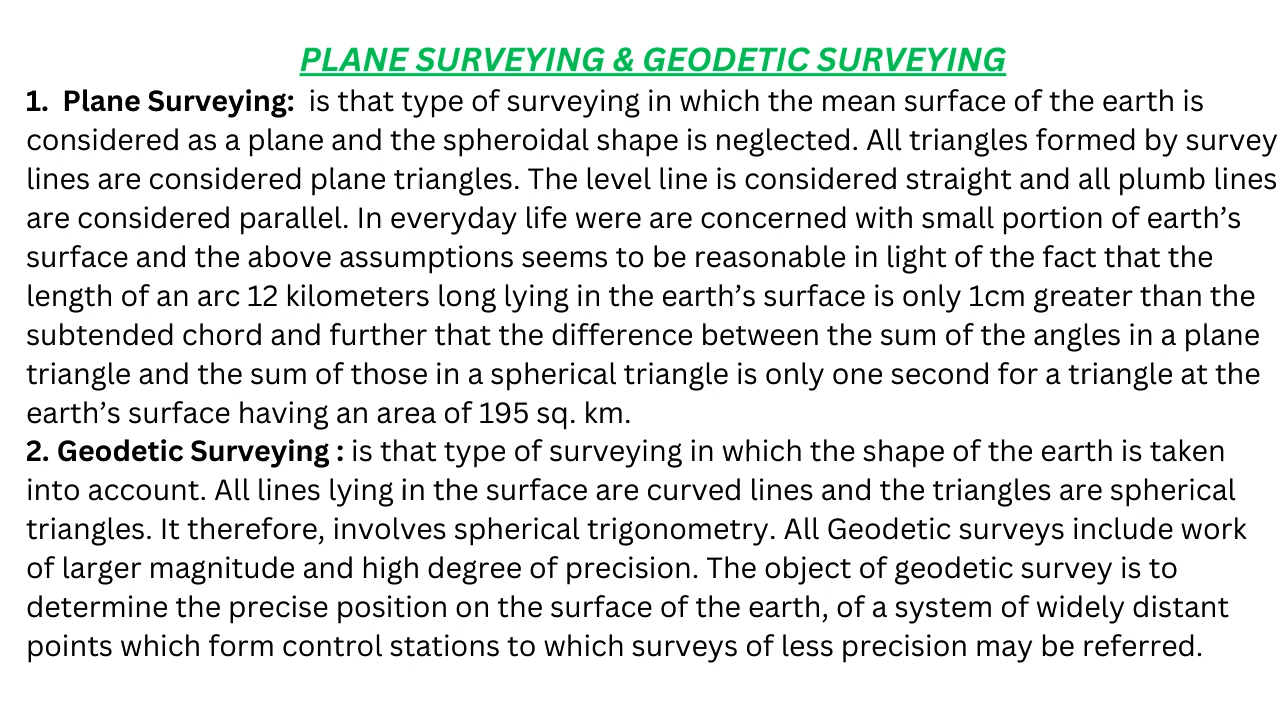 PLANE SURVEYING & GEODETIC SURVEYING
1. Plane Surveying: is that type of surveying in which the mean surface of the earth is
considered as a plane and the spheroidal shape is neglected. All triangles formed by survey
lines are considered plane triangles. The level line is considered straight and all plumb lines
are considered parallel. In everyday life were are concerned with small portion of earth’s
surface and the above assumptions seems to be reasonable in light of the fact that the
length of an arc 12 kilometers long lying in the earth’s surface is only 1cm greater than the
subtended chord and further that the difference between the sum of the angles in a plane
triangle and the sum of those in a spherical triangle is only one second for a triangle at the
earth’s surface having an area of 195 sq. km.
2. Geodetic Surveying : is that type of surveying in which the shape of the earth is taken
into account. All lines lying in the surface are curved lines and the triangles are spherical
triangles. It therefore, involves spherical trigonometry. All Geodetic surveys include work
of larger magnitude and high degree of precision. The object of geodetic survey is to
determine the precise position on the surface of the earth, of a system of widely distant
points which form control stations to which surveys of less precision may be referred.